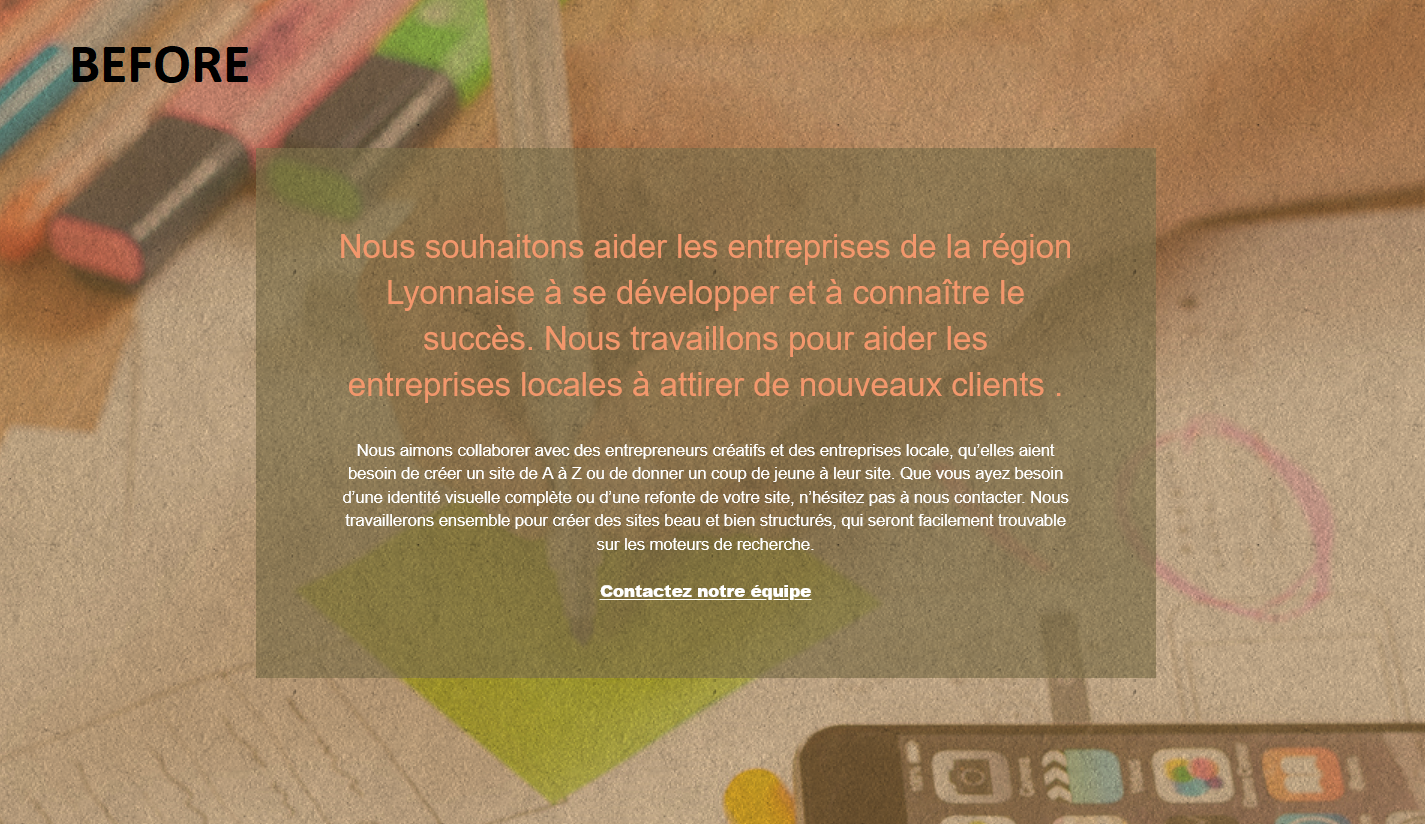 BEFORE
Nous souhaitons aider les entreprises de la région
Lyonnaise à se développer et à connaître le
succès. Nous travaillons pour aider les
entreprises locales à attirer de nouveaux clients .
Nous aimons collaborer avec des entrepreneurs créatifs et des entreprises locale, qu’elles aient
besoin de créer un site de A à Z ou de donner un coup de jeune à leur site. Que vous ayez besoin
d’une identité visuelle complète ou d’une refonte de votre site, n’hésitez pas à nous contacter. Nous
travaillerons ensemble pour créer des sites beau et bien structurés, qui seront facilement trouvable
sur les moteurs de recherche.
Contactez notre équipe